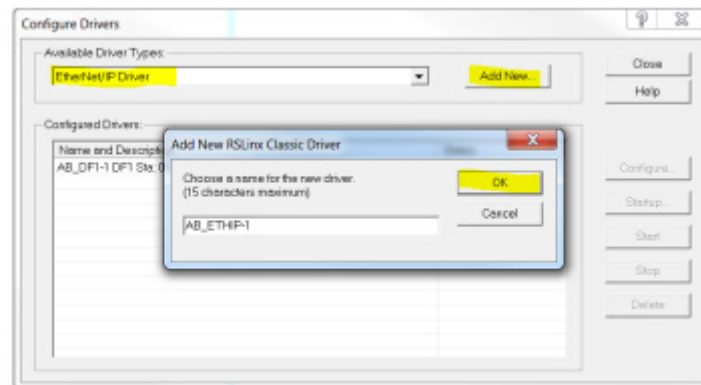 Configure Drivers
Available Driver Types:
EtherNet/IP Driver
Add New...
Close
Help
Configured Drivers:
Name and Descripti
AB_DF1-1 DF1 Sta: 0
Add New RSLinx Classic Driver
Choose a name for the new driver.
(15 characters maximum)
OK
Cancel
AB_ETHIP-1
Configure...
Startup...
Start
Stop
Delete